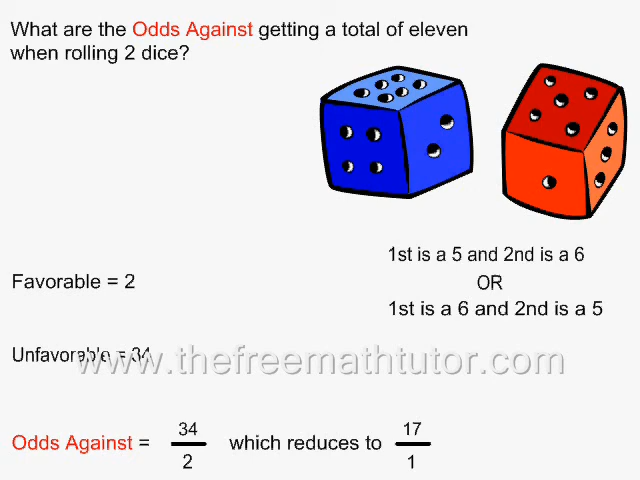 What are the Odds Against getting a total of eleven
when rolling 2 dice?
1st is a 5 and 2nd is a 6
Favorable = 2
OR
1st is a 6 and 2nd is a 5
Unfavorable = 34
www.thefreemathtutor.com
Odds Against = 34/2 which reduces to 17/1